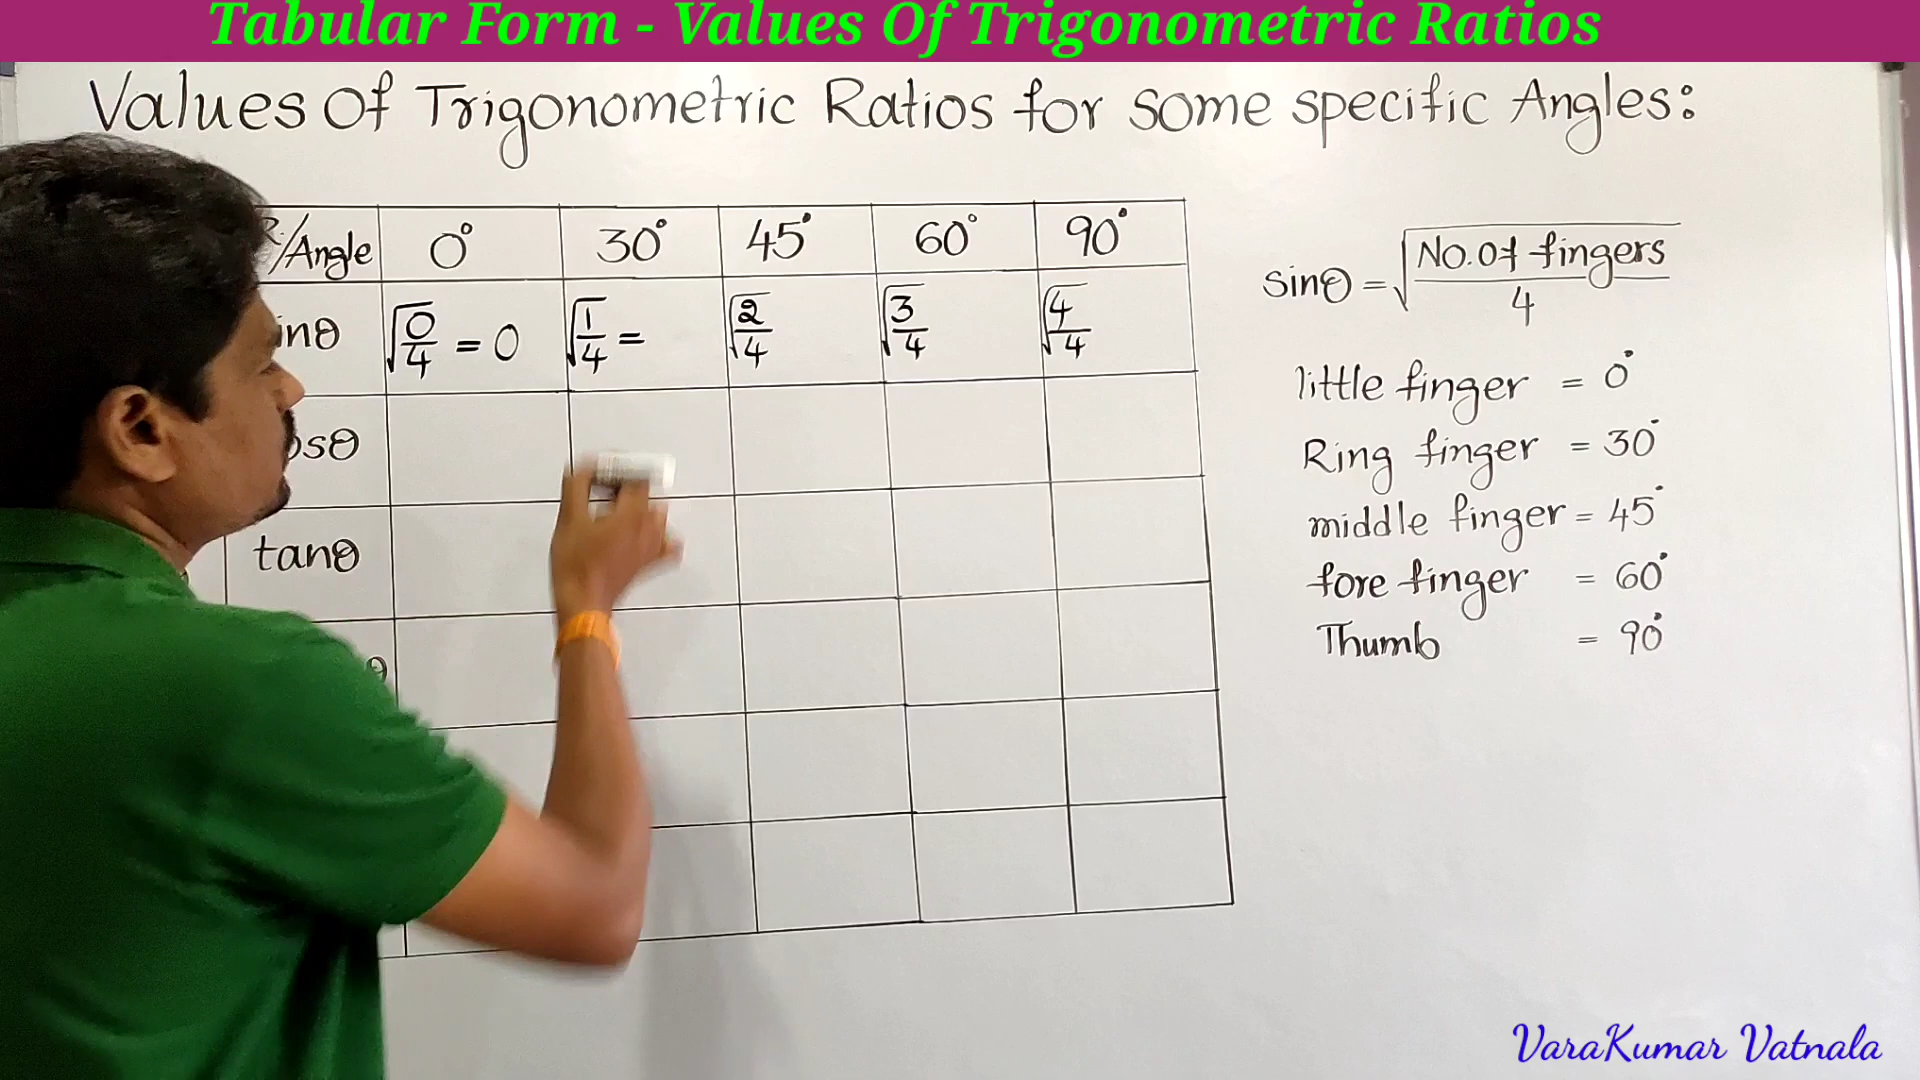 Tabular Form - Values Of Trigonometric Ratios
Values Of Trigonometric Ratios for some specific Angles:
/Angle 0° 30° 45° 60° 90°
inθ √0/4 = 0 √1/4 = √2/4 √3/4 √4/4
osθ
tanθ
θ
sinθ = √No. Of fingers/4
little finger = 0°
Ring finger = 30°
middle finger = 45°
fore finger = 60°
Thumb = 90°
VaraKumar Vatnala